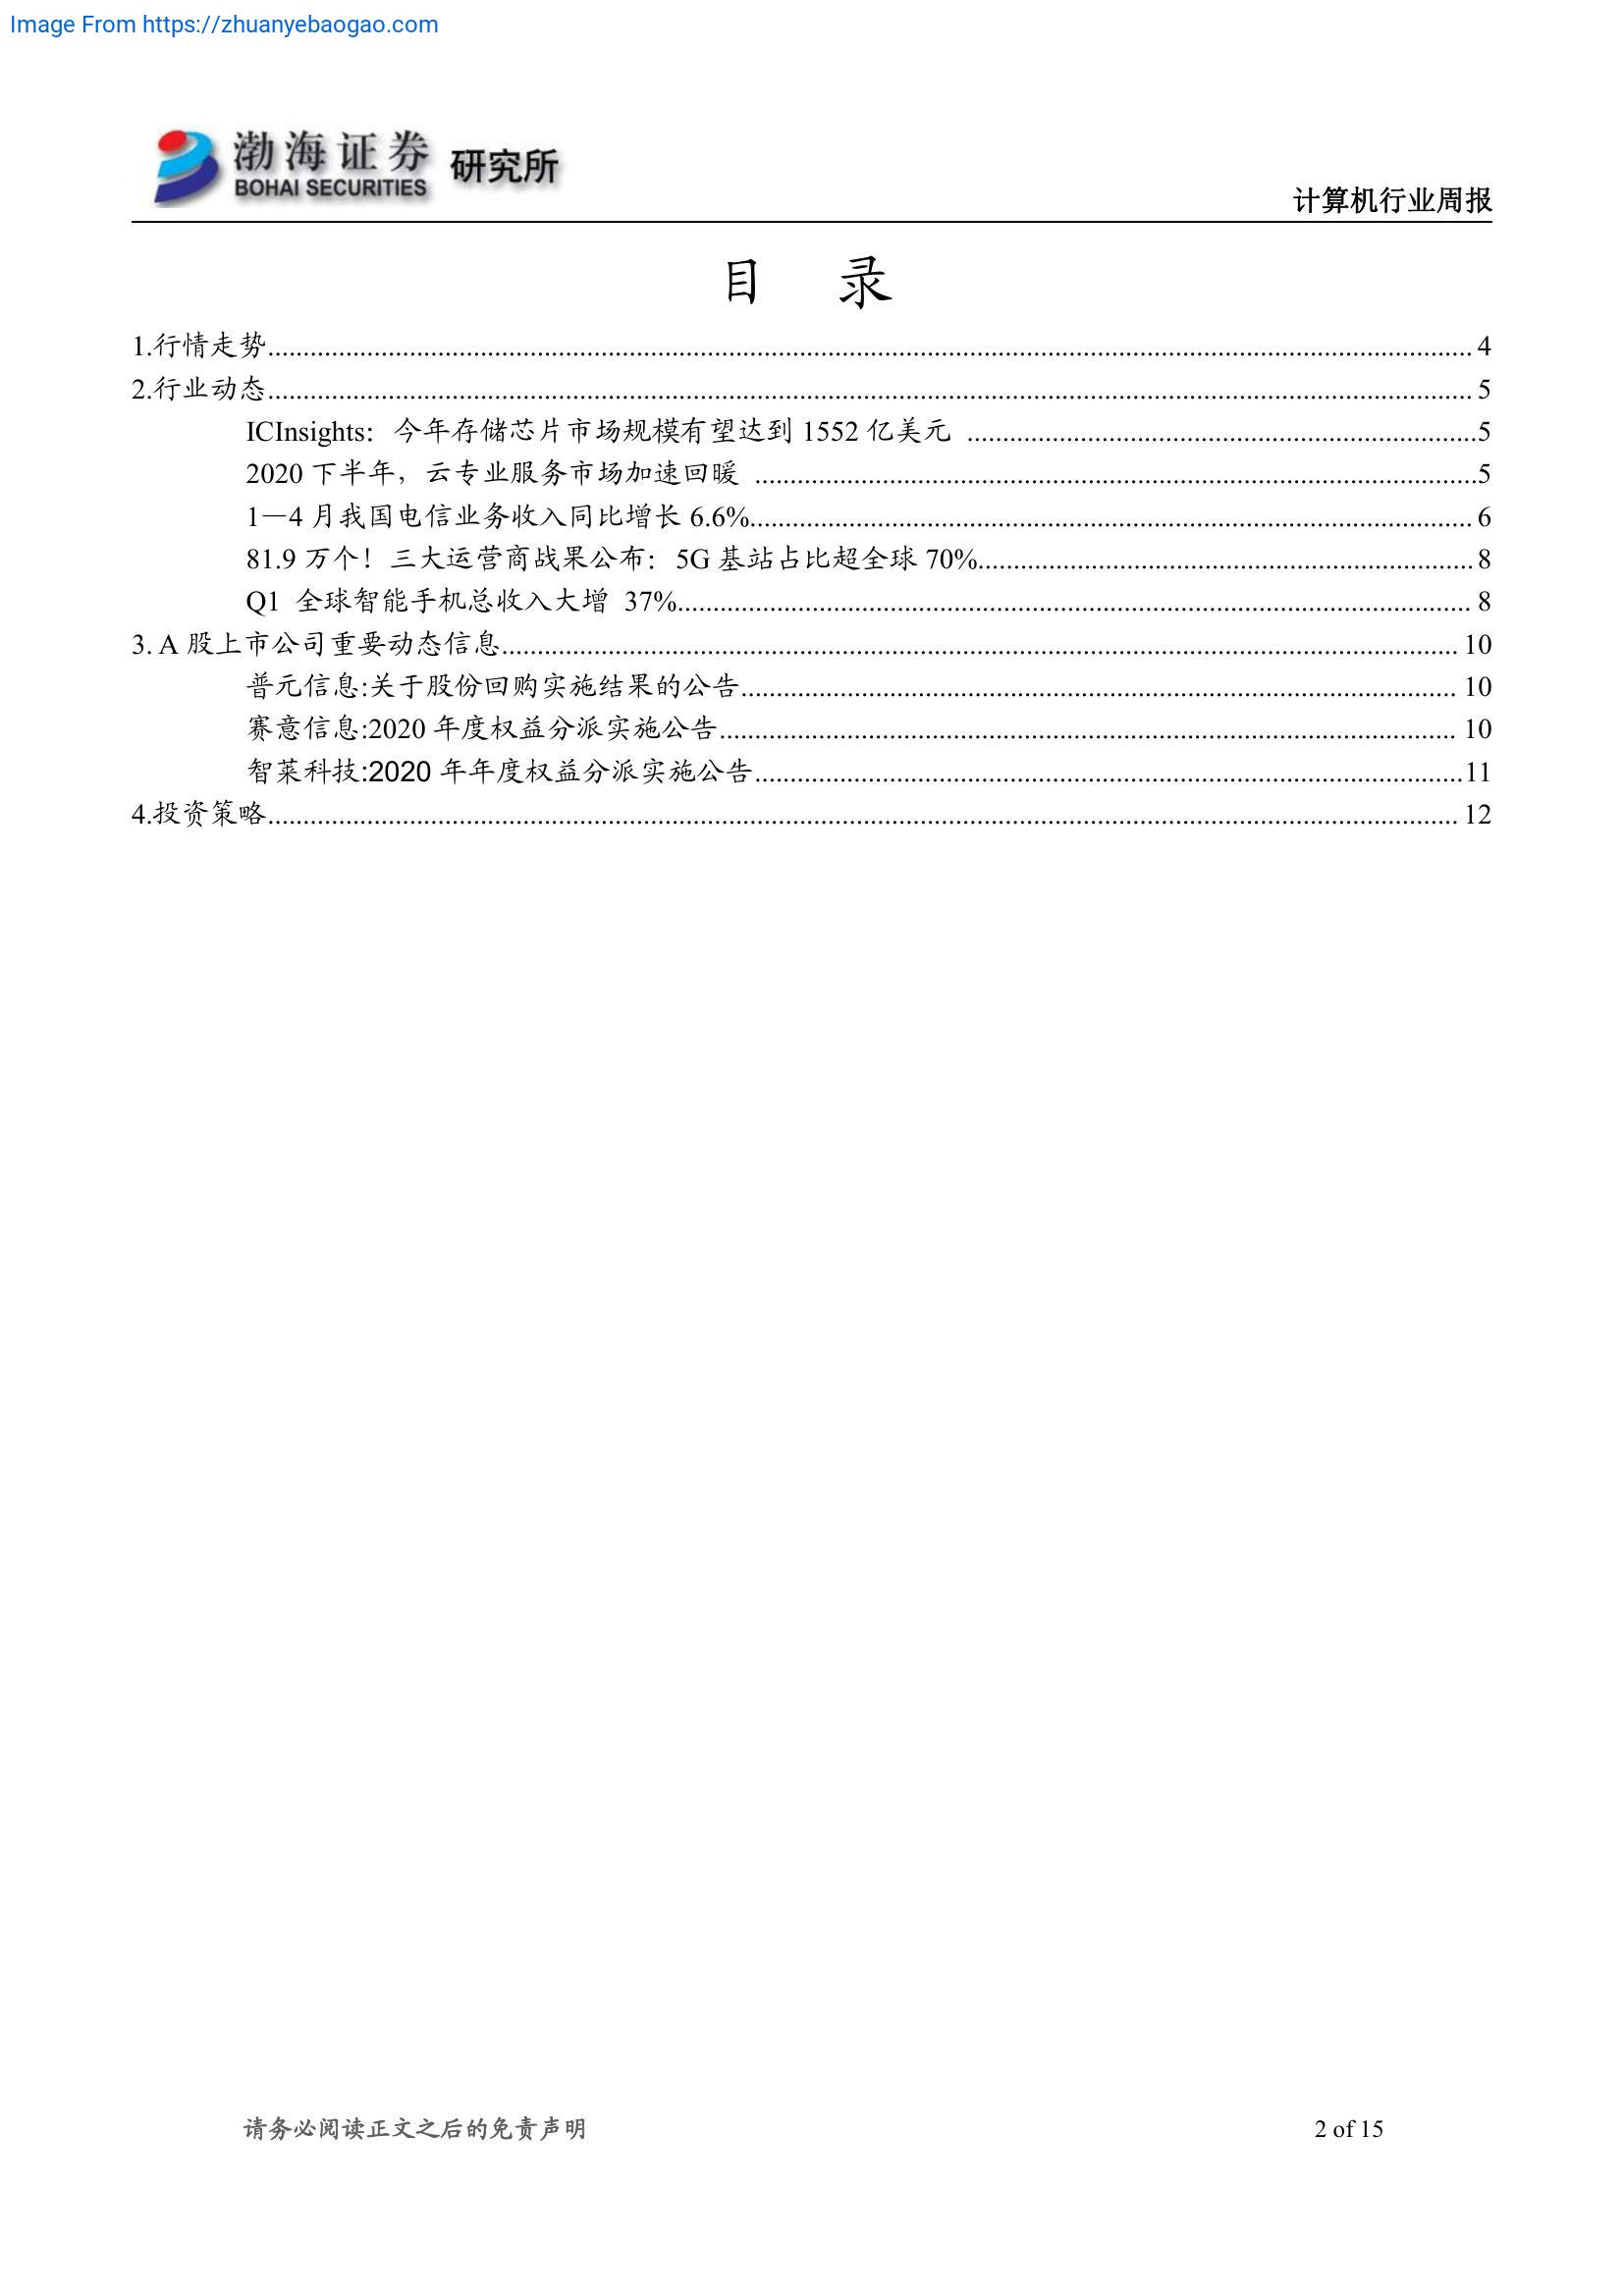 Image From https://zhuanyebaogao.com
渤海证券 研究所
BOHAI SECURITIES
计算机行业周报
目 录
1.行情走势 4
2.行业动态 5
ICInsights：今年存储芯片市场规模有望达到 1552 亿美元 5
2020 下半年，云专业服务市场加速回暖 5
1—4 月我国电信业务收入同比增长 6.6% 6
81.9 万个！三大运营商战果公布：5G 基站占比超全球 70% 8
Q1 全球智能手机总收入大增 37% 8
3. A 股上市公司重要动态信息 10
普元信息:关于股份回购实施结果的公告 10
赛意信息:2020 年度权益分派实施公告 10
智莱科技:2020 年年度权益分派实施公告 11
4.投资策略 12
请务必阅读正文之后的免责声明 2 of 15